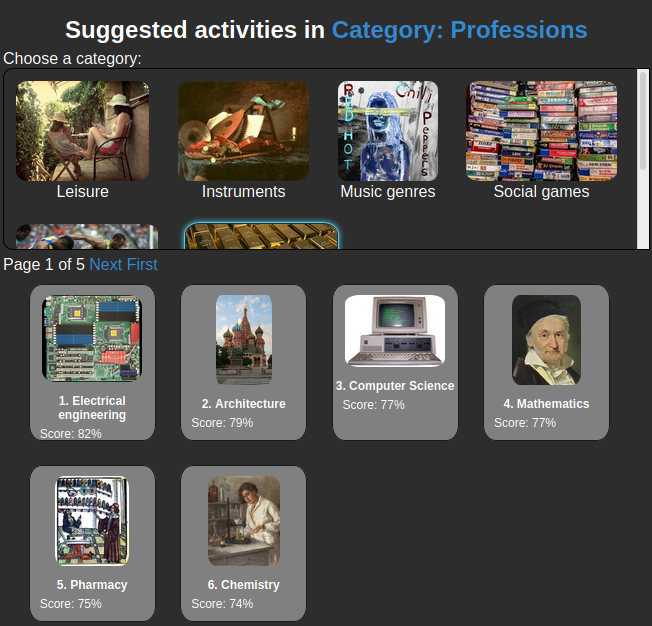 Suggested activities in Category: Professions
Choose a category:
RED HOT
Chili
Peppers
Leisure
Instruments
Music genres
Social games
Page 1 of 5 Next First
1. Electrical
engineering
Score: 82%
2. Architecture
Score: 79%
3. Computer Science
Score: 77%
4. Mathematics
Score: 77%
5. Pharmacy
Score: 75%
6. Chemistry
Score: 74%